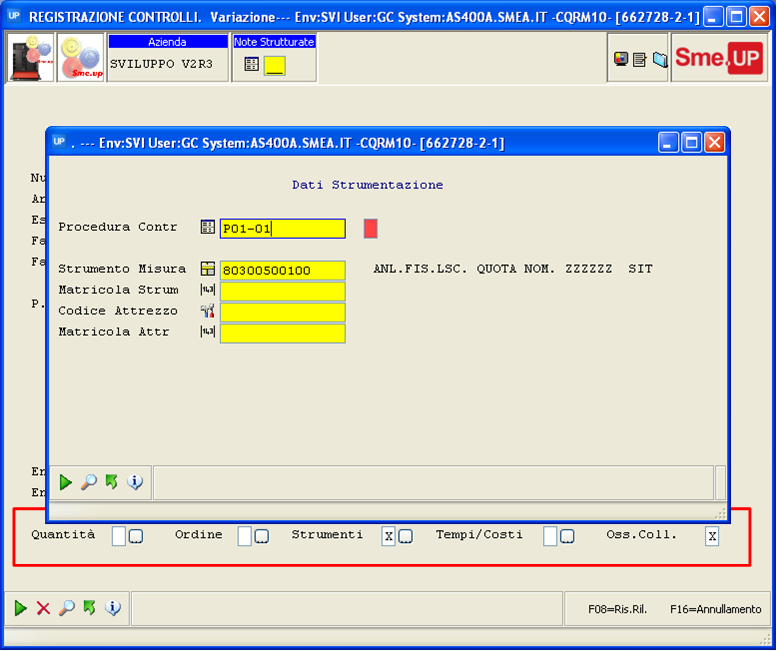 UP REGISTRAZIONE CONTROLLI. Variazione--- Env:SVI User:GC System:AS400A.SMEA.IT -CQRM10- [662728-2-1]
Sme.up
Azienda
SVILUPPO V2R3
Note Strutturate
Sme.UP
UP . --- Env:SVI User:GC System:AS400A.SMEA.IT -CQRM10- [662728-2-1]
Dati Strumentazione
Nu
Ar
Es
Fa
Fa
P.
En
En
Procedura Contr P01-01
Strumento Misura 80300500100 ANL.FIS.LSC. QUOTA NOM. ZZZZZZ SIT
Matricola Strum
Codice Attrezzo
Matricola Attr
Quantità Ordine Strumenti X Tempi/Costi Oss.Coll. X
F08=Ris.Ril. F16=Annullamento